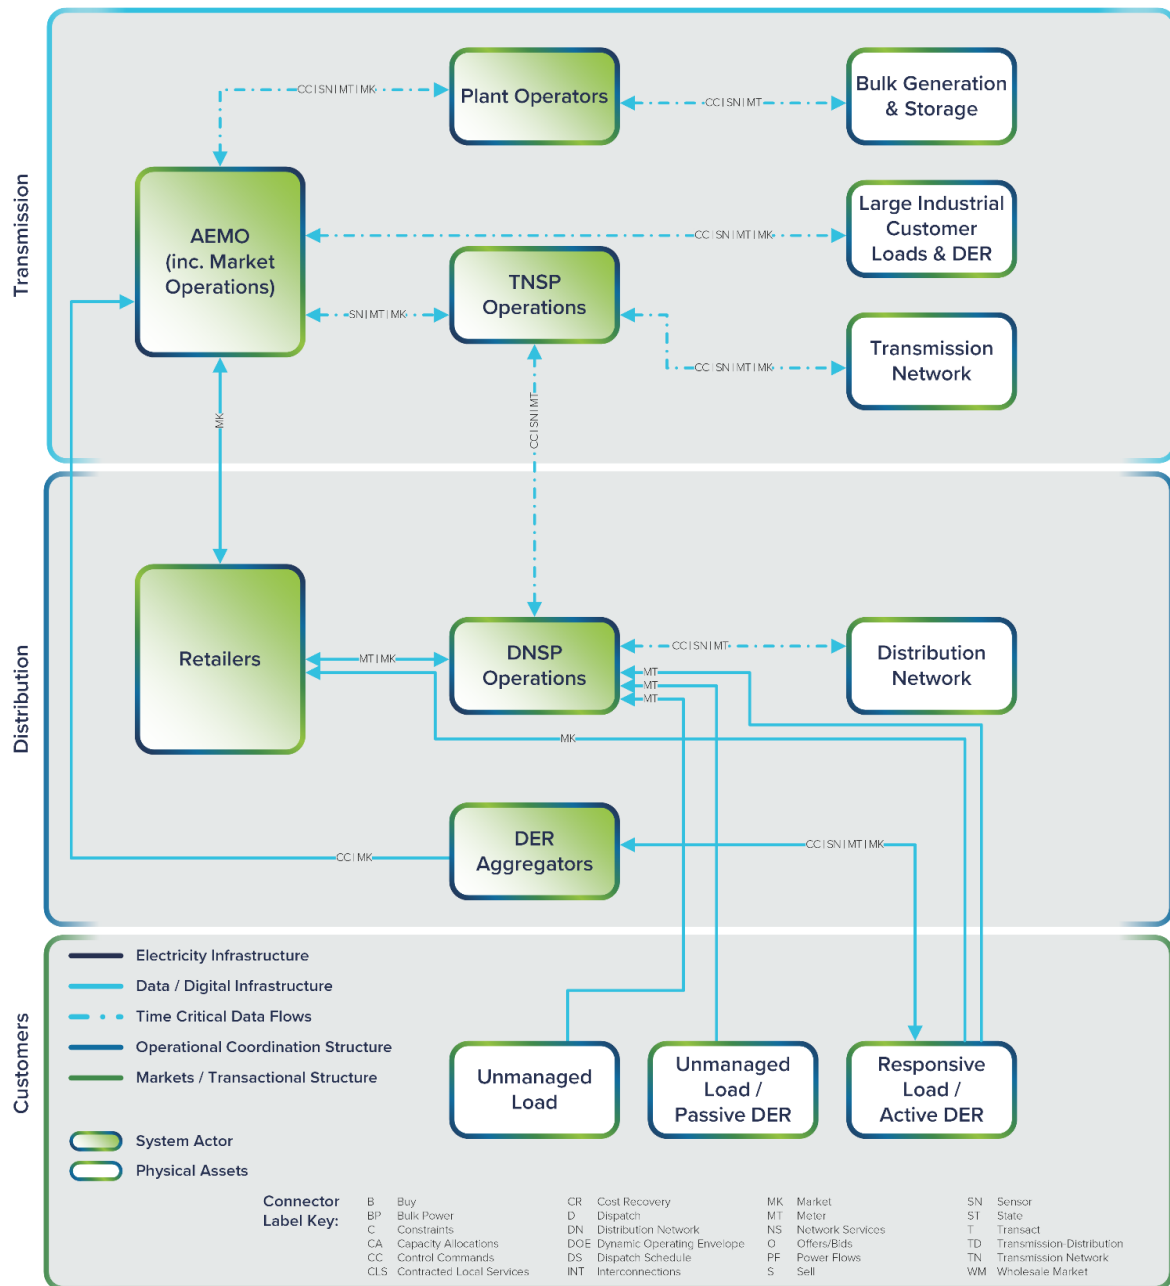 Transmission
CC|SN|MT|MK
Plant Operators
CC|SN|MT
Bulk Generation
& Storage
AEMO
(inc. Market
Operations)
CC|SN|MT|MK
Large Industrial
Customer
Loads & DER
SN|MT|MK
TNSP
Operations
CC|SN|MT|MK
Transmission
Network
MK
CC|SN|MT
Distribution
Retailers
MT|MK
DNSP
Operations
CC|SN|MT
Distribution
Network
MT
MT
MT
MK
DER
Aggregators
CC|MK
CC|SN|MT|MK
Customers
Electricity Infrastructure
Data / Digital Infrastructure
Time Critical Data Flows
Operational Coordination Structure
Markets / Transactional Structure
System Actor
Physical Assets
Unmanaged
Load
Unmanaged
Load /
Passive DER
Responsive
Load /
Active DER
Connector
Label Key:
B Buy
BP Bulk Power
C Constraints
CA Capacity Allocations
CC Control Commands
CLS Contracted Local Services
CR Cost Recovery
D Dispatch
DN Distribution Network
DOE Dynamic Operating Envelope
DS Dispatch Schedule
INT Interconnections
MK Market
MT Meter
NS Network Services
O Offers/Bids
PF Power Flows
S Sell
SN Sensor
ST State
T Transact
TD Transmission-Distribution
TN Transmission Network
WM Wholesale Market